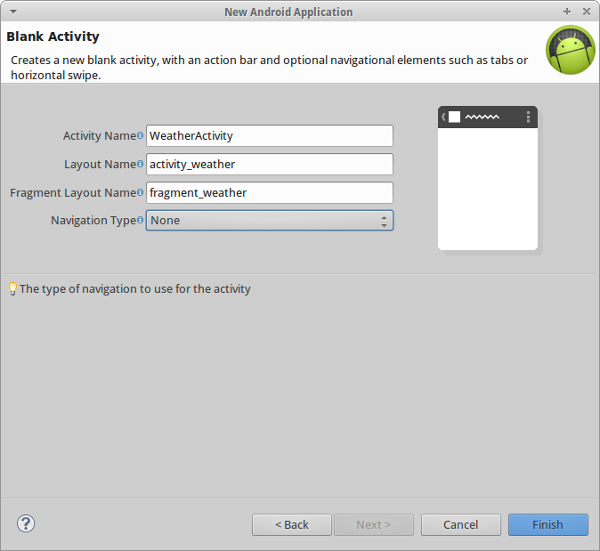 New Android Application
Blank Activity
Creates a new blank activity, with an action bar and optional navigational elements such as tabs or
horizontal swipe.
Activity Name WeatherActivity
Layout Name activity_weather
Fragment Layout Name fragment_weather
Navigation Type None
The type of navigation to use for the activity
? < Back Next > Cancel Finish